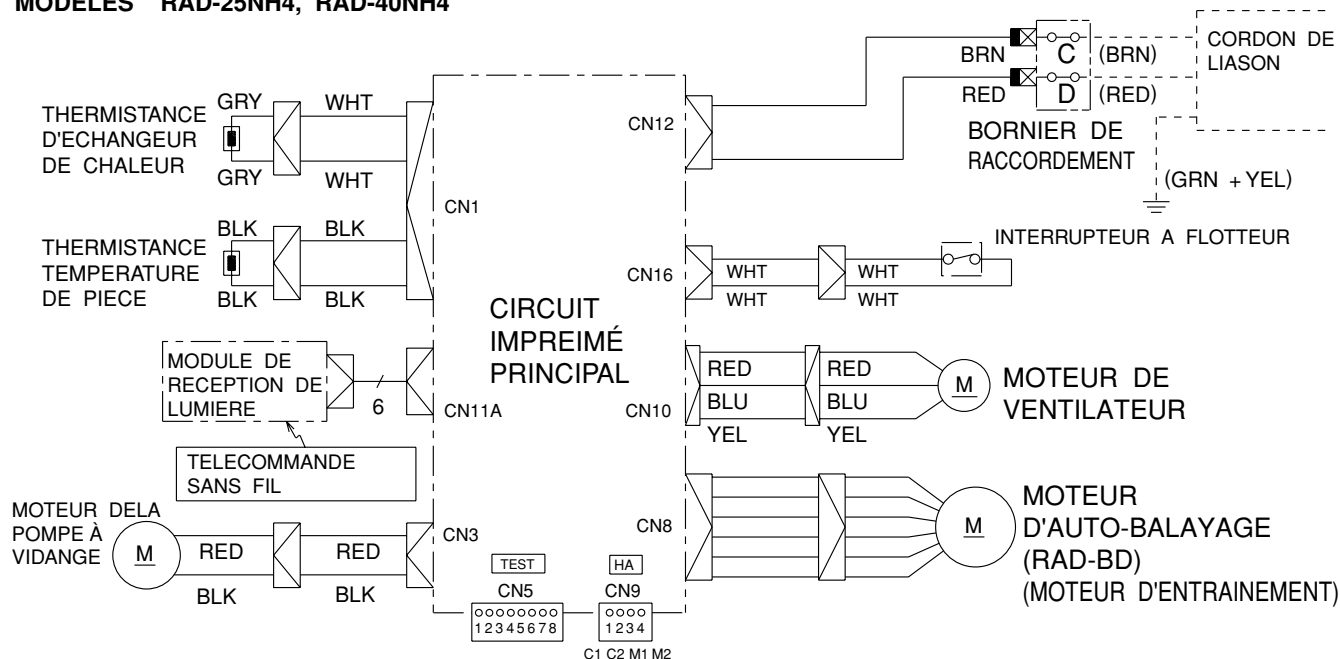 MODELES RAD-25NH4, RAD-40NH4
THERMISTANCE
D'ECHANGEUR
DE CHALEUR
GRY
WHT
GRY
WHT
THERMISTANCE
TEMPERATURE
DE PIECE
BLK
BLK
BLK
BLK
CN1
MODULE DE
RECEPTION DE
LUMIERE
6
CN11A
TELECOMMANDE
SANS FIL
MOTEUR DELA
POMPE À
VIDANGE
M
RED
RED
BLK
BLK
CN3
CIRCUIT
IMPREIMÉ
PRINCIPAL
TEST
CN5
12345678
HA
CN9
1234
C1 C2 M1 M2
CN12
BRN
C
(BRN)
RED
D
(RED)
BORNIER DE
RACCORDEMENT
CORDON DE
LIASON
(GRN + YEL)
INTERRUPTEUR A FLOTTEUR
CN16
WHT
WHT
WHT
WHT
CN10
RED
RED
BLU
BLU
YEL
YEL
M
MOTEUR DE
VENTILATEUR
CN8
M
MOTEUR
D'AUTO-BALAYAGE
(RAD-BD)
(MOTEUR D'ENTRAINEMENT)